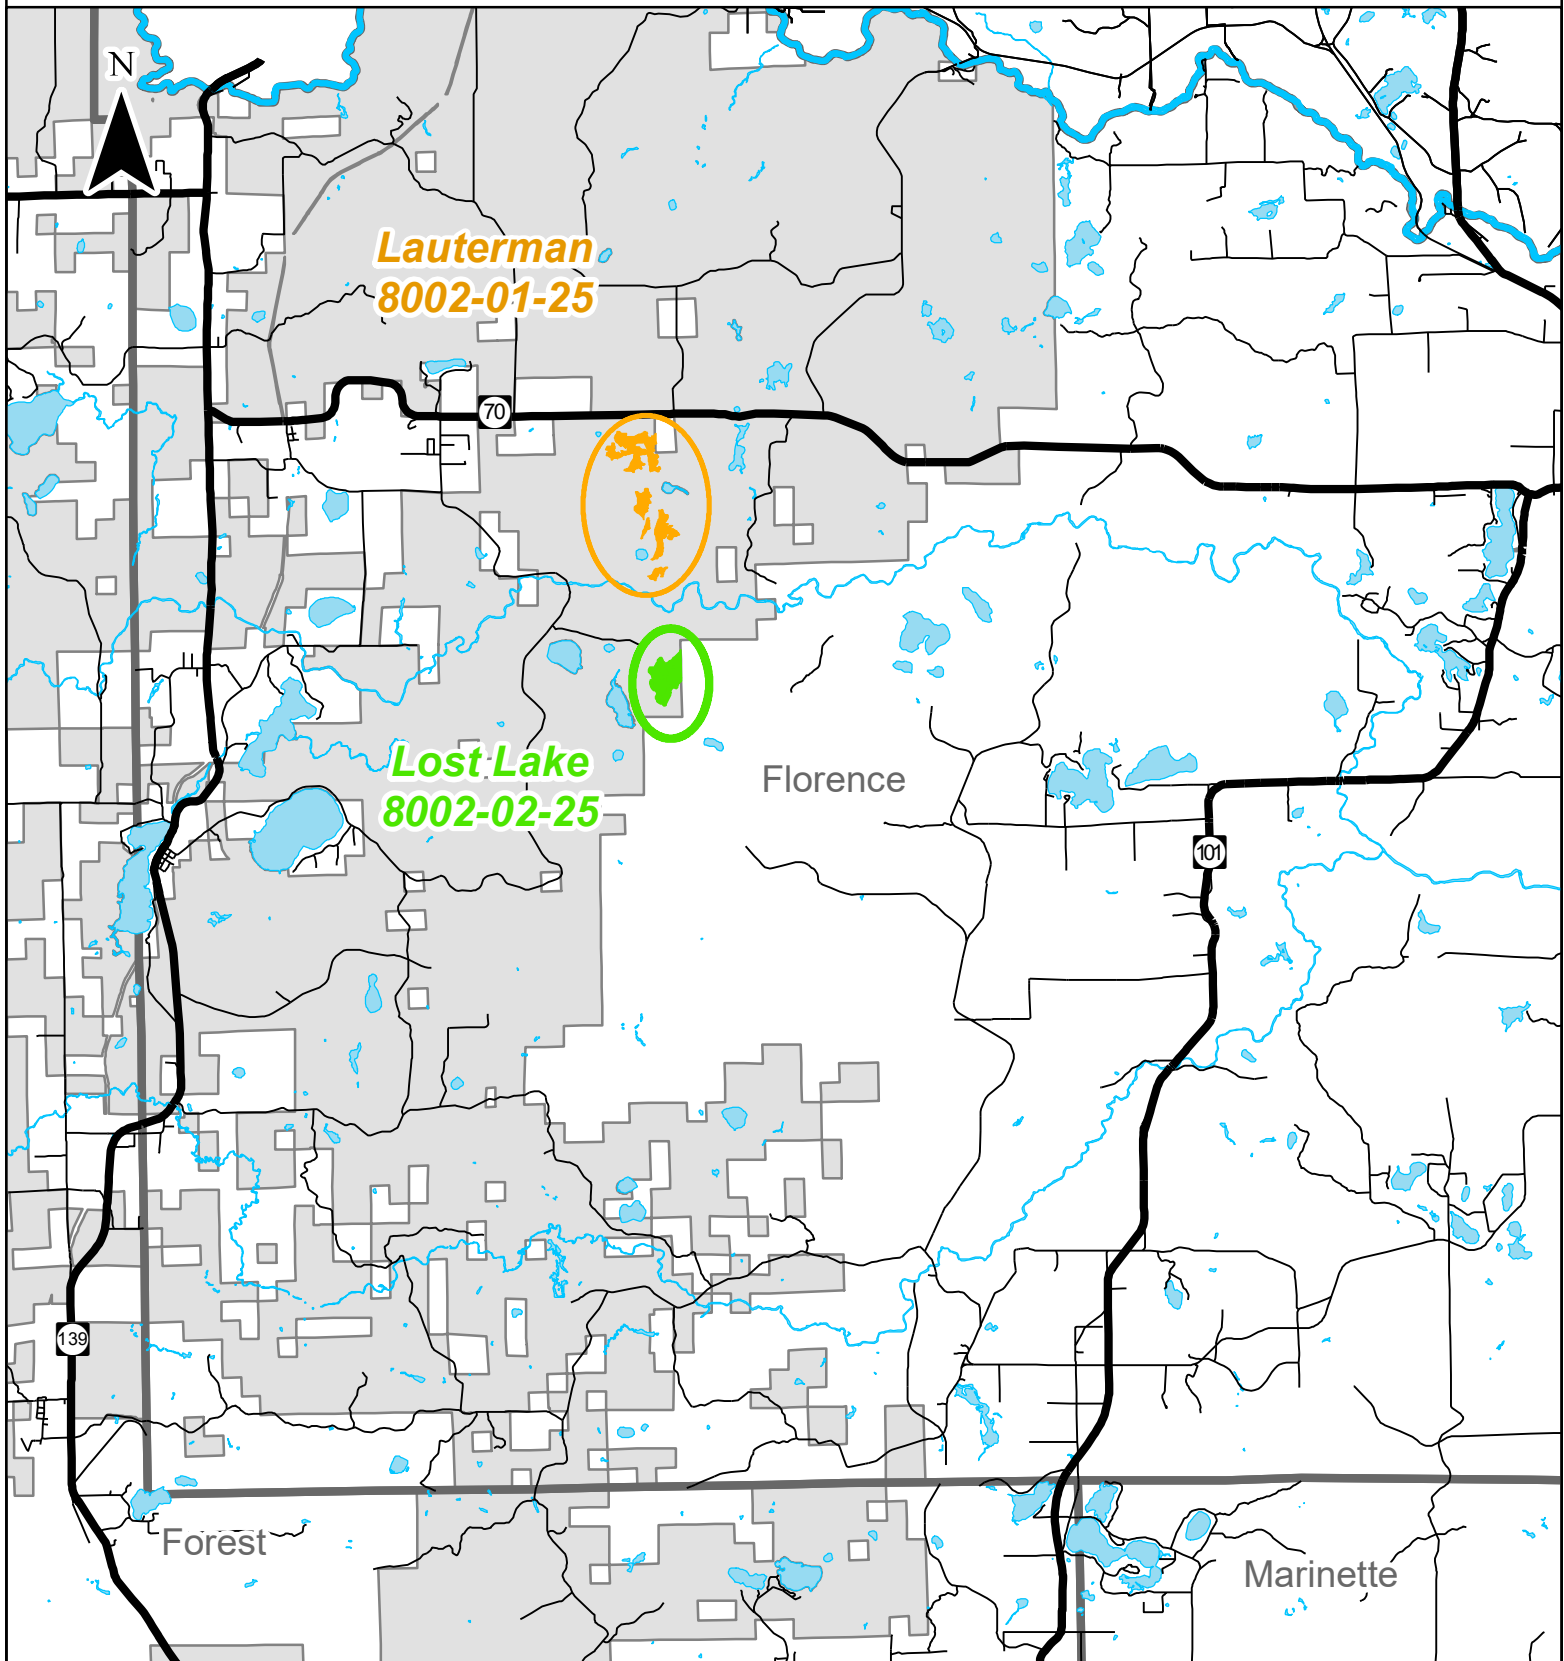 N
Lauterman
8002-01-25
70
Lost Lake
8002-02-25
Florence
101
139
Forest
Marinette